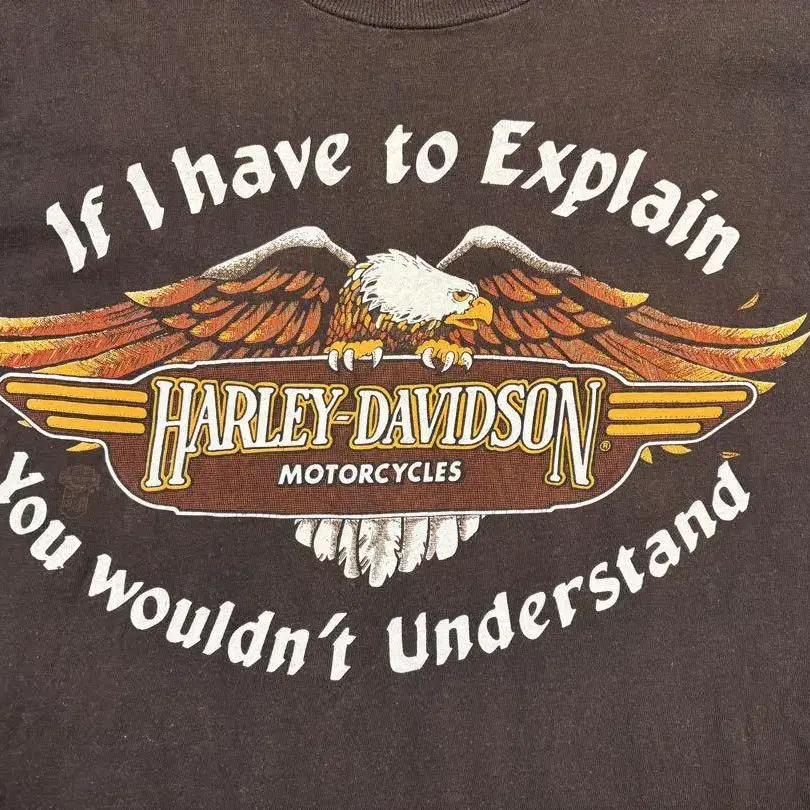 If I have to Explain
HARLEY-DAVIDSON®
MOTORCYCLES
You wouldn't Understand